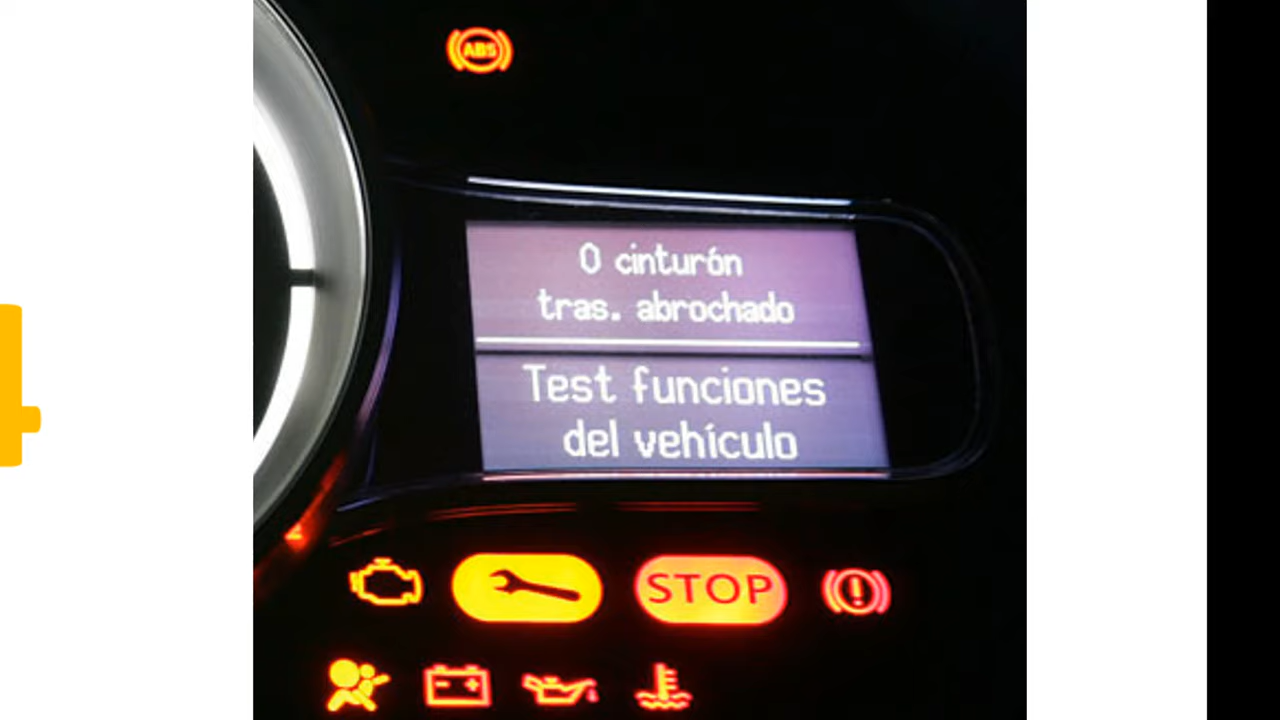 ABS
0 cinturón
tras. abrochado
Test funciones
del vehículo
STOP